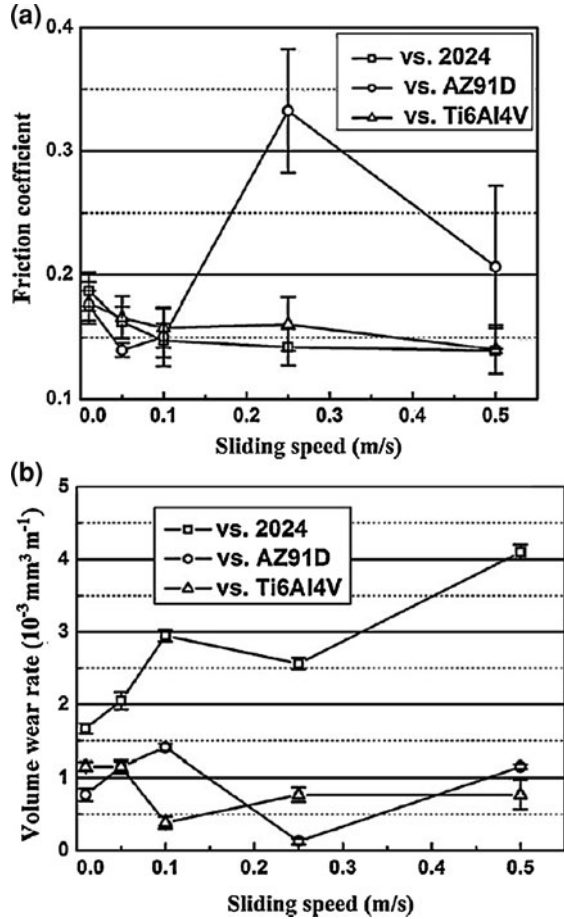 (a)
0.4
0.3
0.2
0.1
Friction coefficient
vs. 2024
vs. AZ91D
vs. Ti6Al4V
0.0 0.1 0.2 0.3 0.4 0.5
Sliding speed (m/s)
(b)
5
4
3
2
1
0
Volume wear rate (10⁻³ mm³ m⁻¹)
vs. 2024
vs. AZ91D
vs. Ti6Al4V
0.0 0.1 0.2 0.3 0.4 0.5
Sliding speed (m/s)